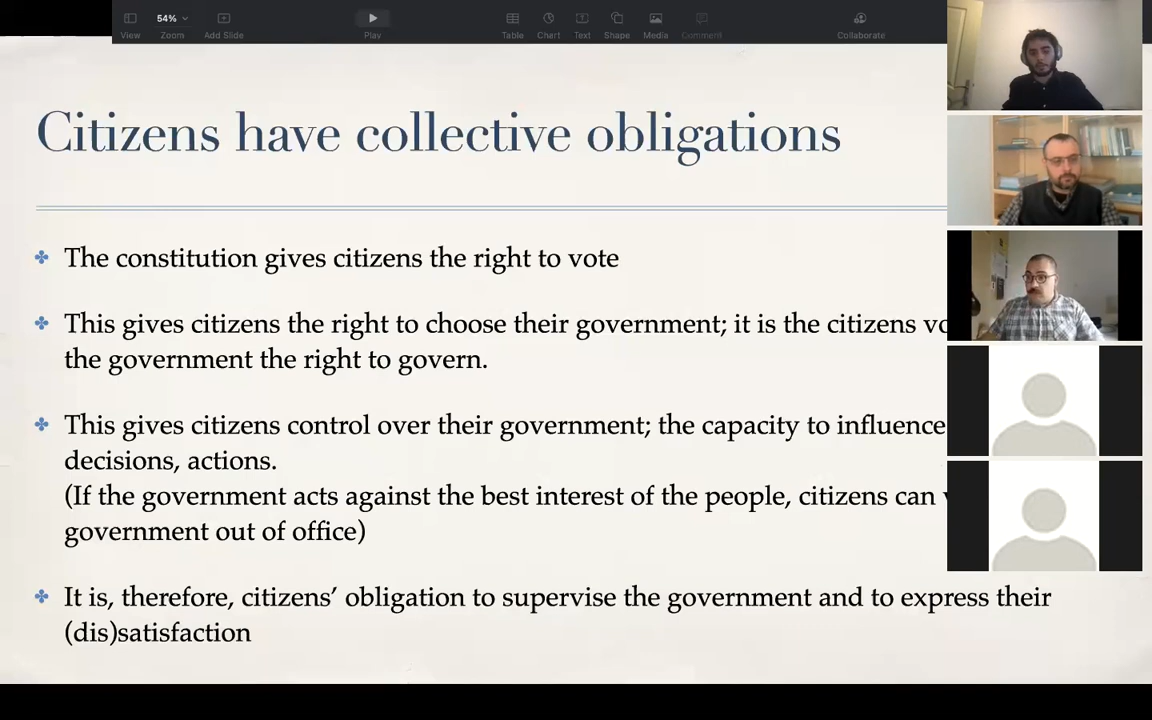 54%
View
Zoom
Add Slide
Play
Table
Chart
Text
Shape
Media
Comment
Collaborate
Citizens have collective obligations
The constitution gives citizens the right to vote
This gives citizens the right to choose their government; it is the citizens
the government the right to govern.
This gives citizens control over their government; the capacity to influence
decisions, actions.
(If the government acts against the best interest of the people, citizens can
government out of office)
It is, therefore, citizens’ obligation to supervise the government and to express their
(dis)satisfaction